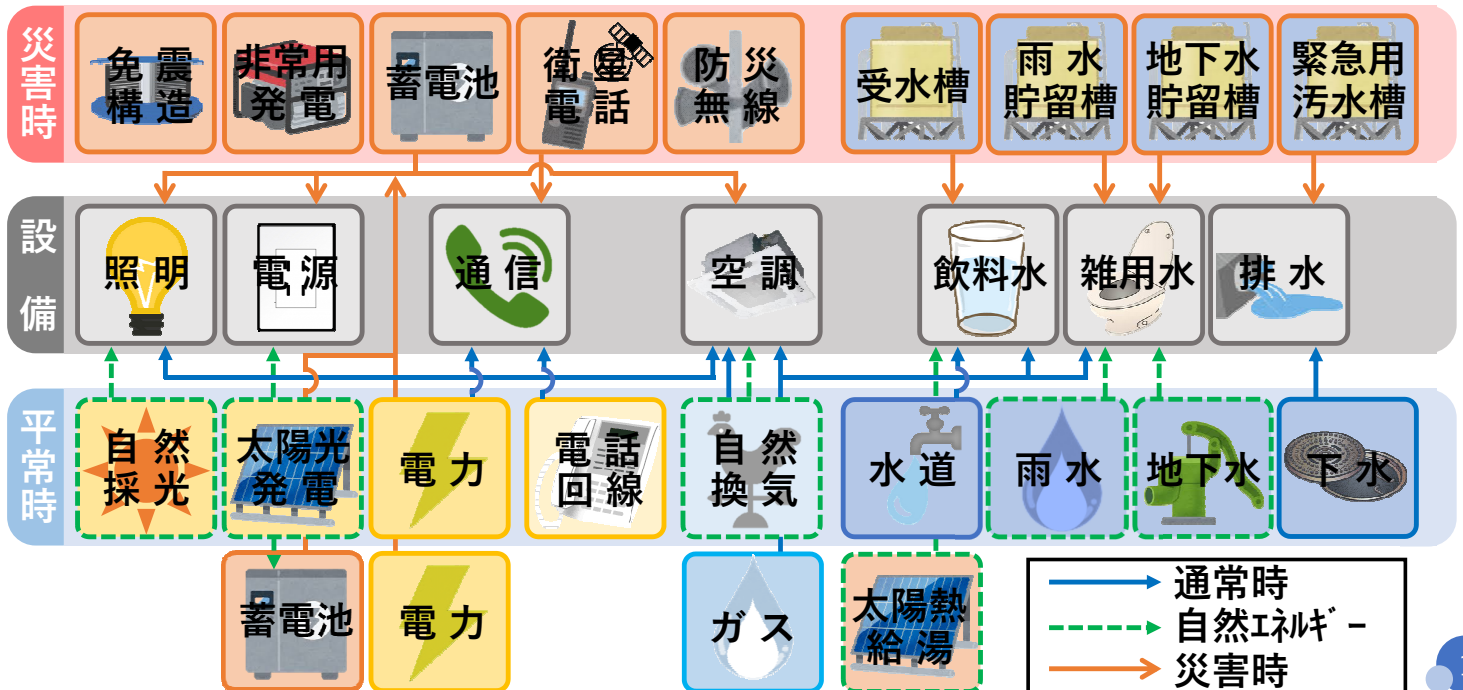 災害時
免震
構造
非常用
発電
蓄電池
衛星
電話
防災
無線
受水槽
雨水
貯留槽
地下水
貯留槽
緊急用
汚水槽
設備
照明
電源
通信
空調
飲料水
雑用水
排水
平常時
自然
採光
太陽光
発電
電力
電話
回線
自然
換気
水道
雨水
地下水
下水
蓄電池
電力
ガス
太陽熱
給湯
通常時
自然ｴﾈﾙｷﾞｰ
災害時